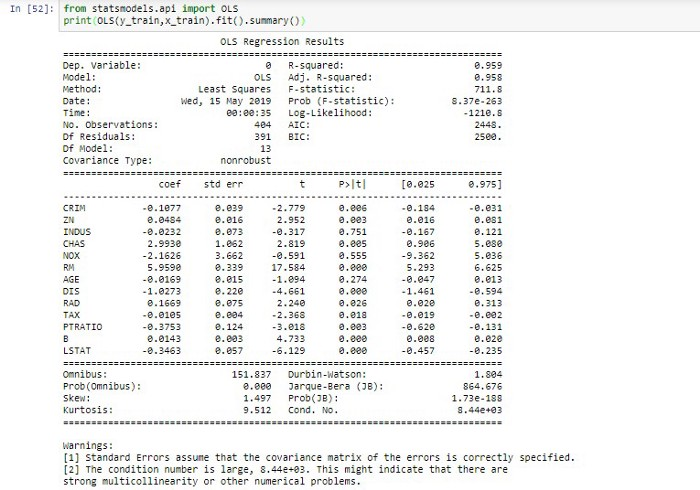 In [52]: from statsmodels.api import OLS
print(OLS(y_train,x_train).fit().summary())
OLS Regression Results
==============================================================================
Dep. Variable: 0 R-squared: 0.959
Model: OLS Adj. R-squared: 0.958
Method: Least Squares F-statistic: 711.8
Date: Wed, 15 May 2019 Prob (F-statistic): 8.37e-263
Time: 00:00:35 Log-Likelihood: -1210.8
No. Observations: 404 AIC: 2448.
Df Residuals: 391 BIC: 2500.
Df Model: 13
Covariance Type: nonrobust
==============================================================================
coef std err t P>|t| [0.025 0.975]
------------------------------------------------------------------------------
CRIM -0.1077 0.039 -2.779 0.006 -0.184 -0.031
ZN 0.0484 0.016 2.952 0.003 0.016 0.081
INDUS -0.0232 0.073 -0.317 0.751 -0.167 0.121
CHAS 2.9930 1.062 2.819 0.005 0.906 5.080
NOX -2.1626 3.662 -0.591 0.555 -9.362 5.036
RM 5.9590 0.339 17.584 0.000 5.293 6.625
AGE -0.0169 0.015 -1.094 0.274 -0.047 0.013
DIS -1.0273 0.220 -4.661 0.000 -1.461 -0.594
RAD 0.1669 0.075 2.240 0.026 0.020 0.313
TAX -0.0105 0.004 -2.368 0.018 -0.019 -0.002
PTRATIO -0.3753 0.124 -3.018 0.003 -0.620 -0.131
B 0.0143 0.003 4.733 0.000 0.008 0.020
LSTAT -0.3463 0.057 -6.129 0.000 -0.457 -0.235
==============================================================================
Omnibus: 151.837 Durbin-Watson: 1.804
Prob(Omnibus): 0.000 Jarque-Bera (JB): 864.676
Skew: 1.497 Prob(JB): 1.73e-188
Kurtosis: 9.512 Cond. No. 8.44e+03
==============================================================================
Warnings:
[1] Standard Errors assume that the covariance matrix of the errors is correctly specified.
[2] The condition number is large, 8.44e+03. This might indicate that there are
strong multicollinearity or other numerical problems.